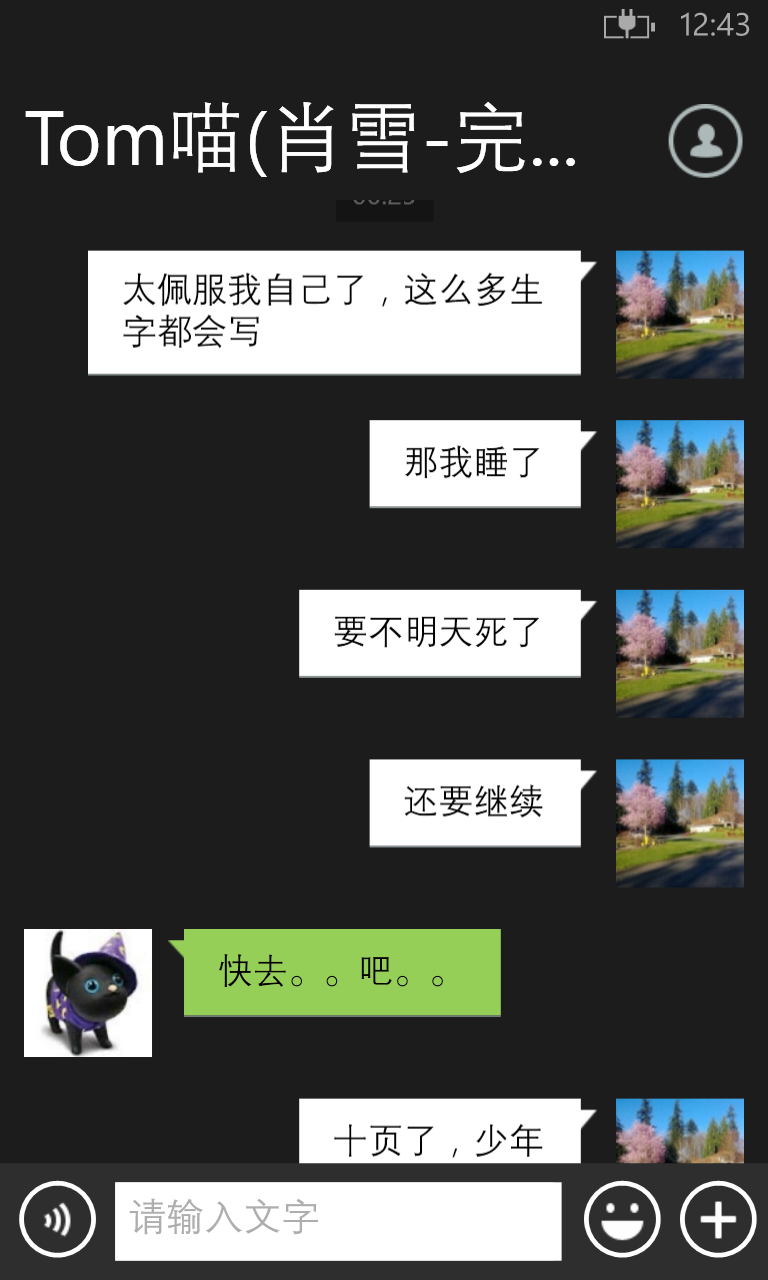 12:43
Tom喵(肖雪-完...
太佩服我自己了，这么多生
字都会写
那我睡了
要不明天死了
还要继续
快去。。吧。。
十页了，少年
请输入文字